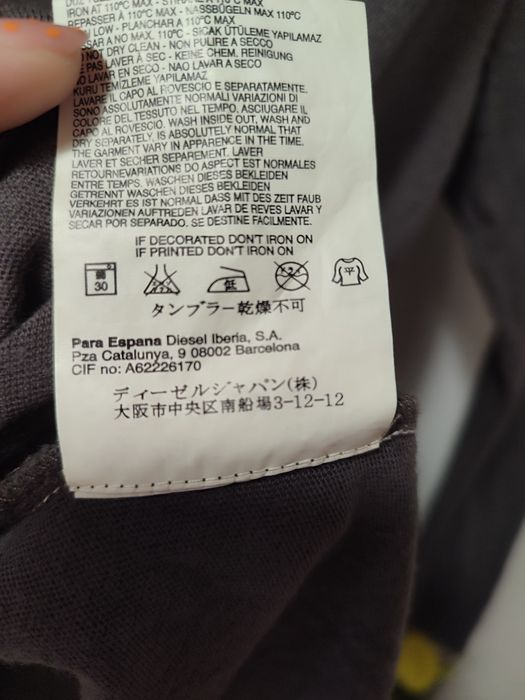 IRON AT 110°C MAX - STIRARE A 110°C MAX
REPASSER À 110°C MAX - NASSBÜGELN MAX 110°C
LOW - PLANCHAR A 110°C MAX
A NO MAX. 110°C - SICAK ÜTÜLEME YAPILAMAZ
NOT DRY CLEAN - NON PULIRE A SECCO
PAS LAVER À SEC - KEINE CHEM. REINIGUNG
NO LAVAR EN SECO - NAO LAVAR A SECO
KURU TEMIZLEME YAPILAMAZ
LAVARE IL CAPO AL ROVESCIO E SEPARATAMENTE.
SONO ASSOLUTAMENTE NORMALI VARIAZIONI DI
COLORE DEL TESSUTO NEL TEMPO. ASCIUGARE IL
CAPO AL ROVESCIO. WASH INSIDE OUT, WASH AND
DRY SEPARATELY. IS ABSOLUTELY NORMAL THAT
THE GARMENT VARY IN APPARENCE IN THE TIME.
LAVER ET SECHER SEPAREMENT. LAVER
RETOURNEVARIATIONS DO ASPECT EST NORMALES
ENTRE TEMPS. WASCHEN DIESES BEKLEIDEN
GETRENNT WASCHEN DIESES BEKLEIDEN
VERKEHRT ES IST NORMAL DASS MIT DES ZEIT FAUB
VARIAZIONEN AUFTREDEN LAVAR DE REVES LAVAR Y
SECAR POR SEPARADO. SE DESTINE FACILMENTE.
IF DECORATED DON'T IRON ON
IF PRINTED DON'T IRON ON
30 低 平
タンブラー乾燥不可
Para Espana Diesel Iberia, S.A.
Pza Catalunya, 9 08002 Barcelona
CIF no: A62226170
ディーゼルジャパン(株)
大阪市中央区南船場3-12-12